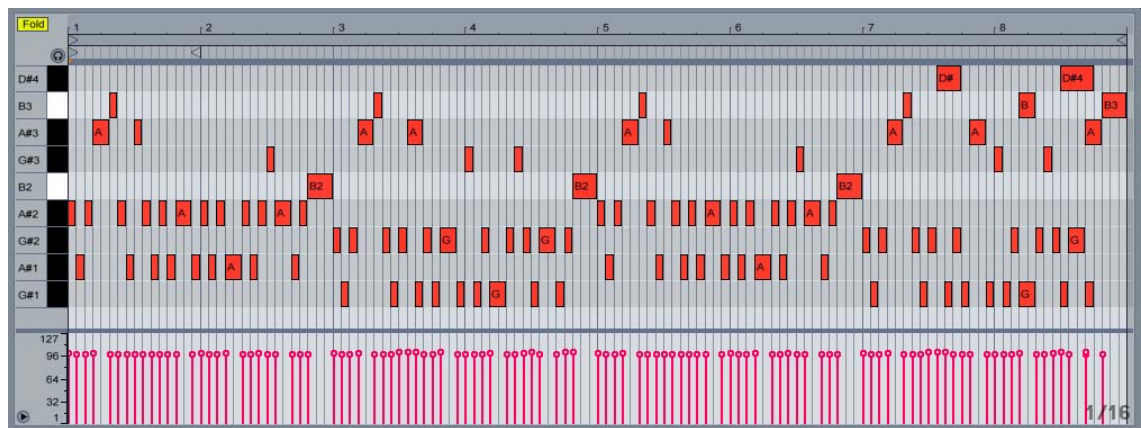 Fold 1 2 3 4 5 6 7 8
D#4 D# D#4
B3 B B3
A#3 A A A A A A
G#3
B2 B2 B2 B2
A#2 A A A A
G#2 G G G
A#1 A A
G#1 G G
127
96
64
32
1
1/16